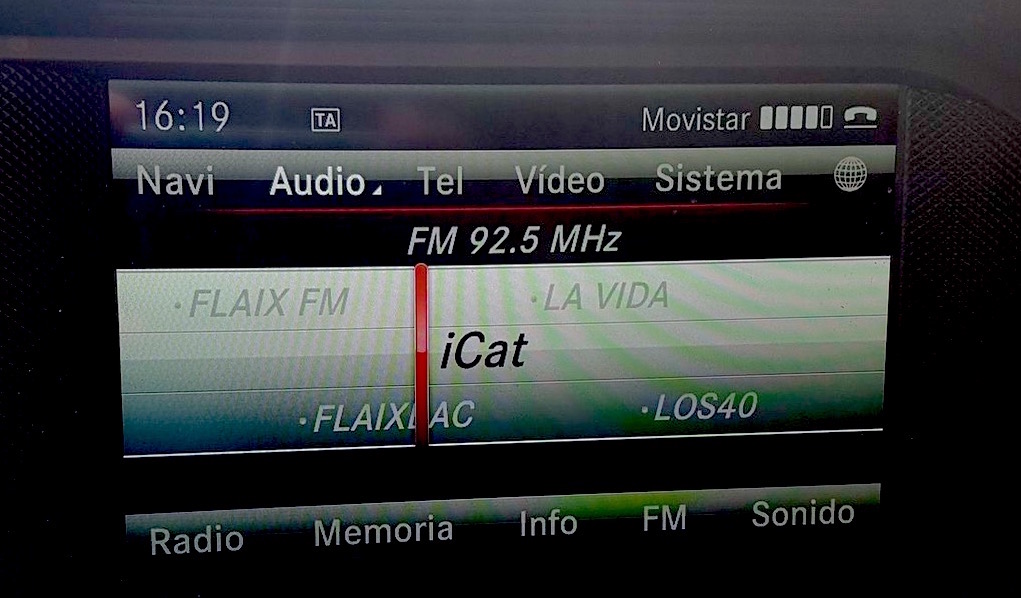 16:19 TA Movistar
Navi Audio Tel Vídeo Sistema
FM 92.5 MHz
·FLAIX FM ·LA VIDA
iCat
·LOS40
Radio Memoria Info FM Sonido